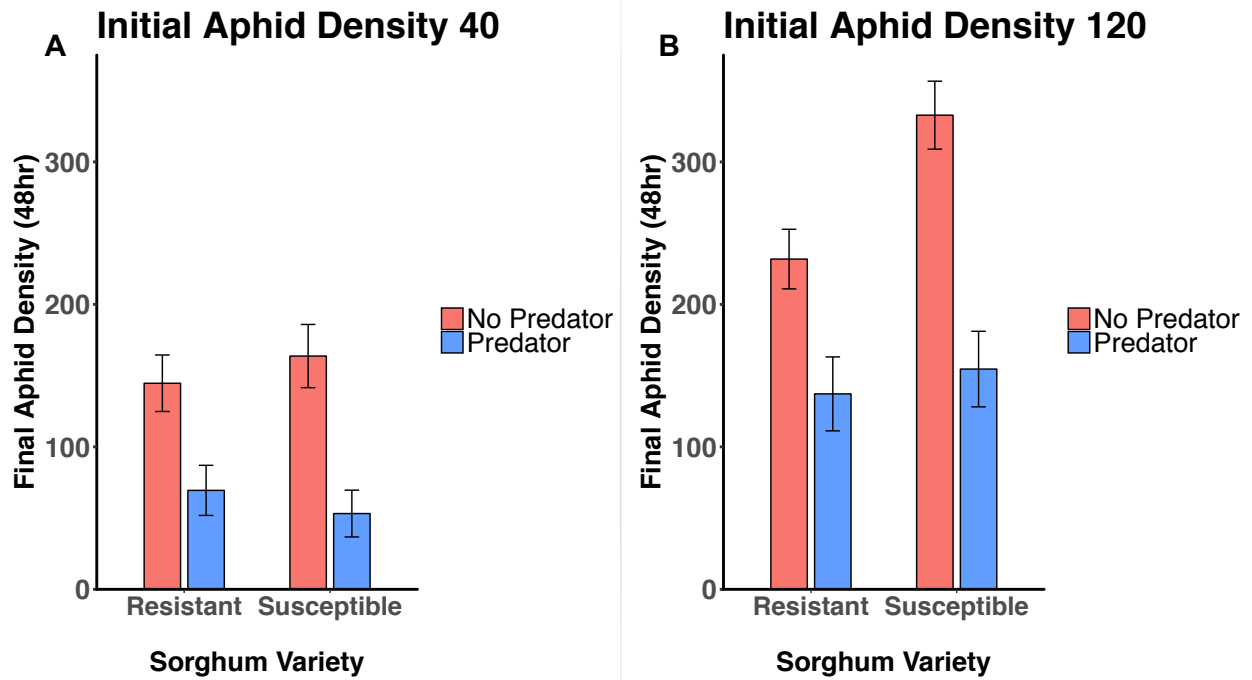 A
Initial Aphid Density 40
Final Aphid Density (48hr)
300
200
100
0
Resistant
Susceptible
Sorghum Variety
No Predator
Predator
B
Initial Aphid Density 120
Final Aphid Density (48hr)
300
200
100
0
Resistant
Susceptible
Sorghum Variety
No Predator
Predator